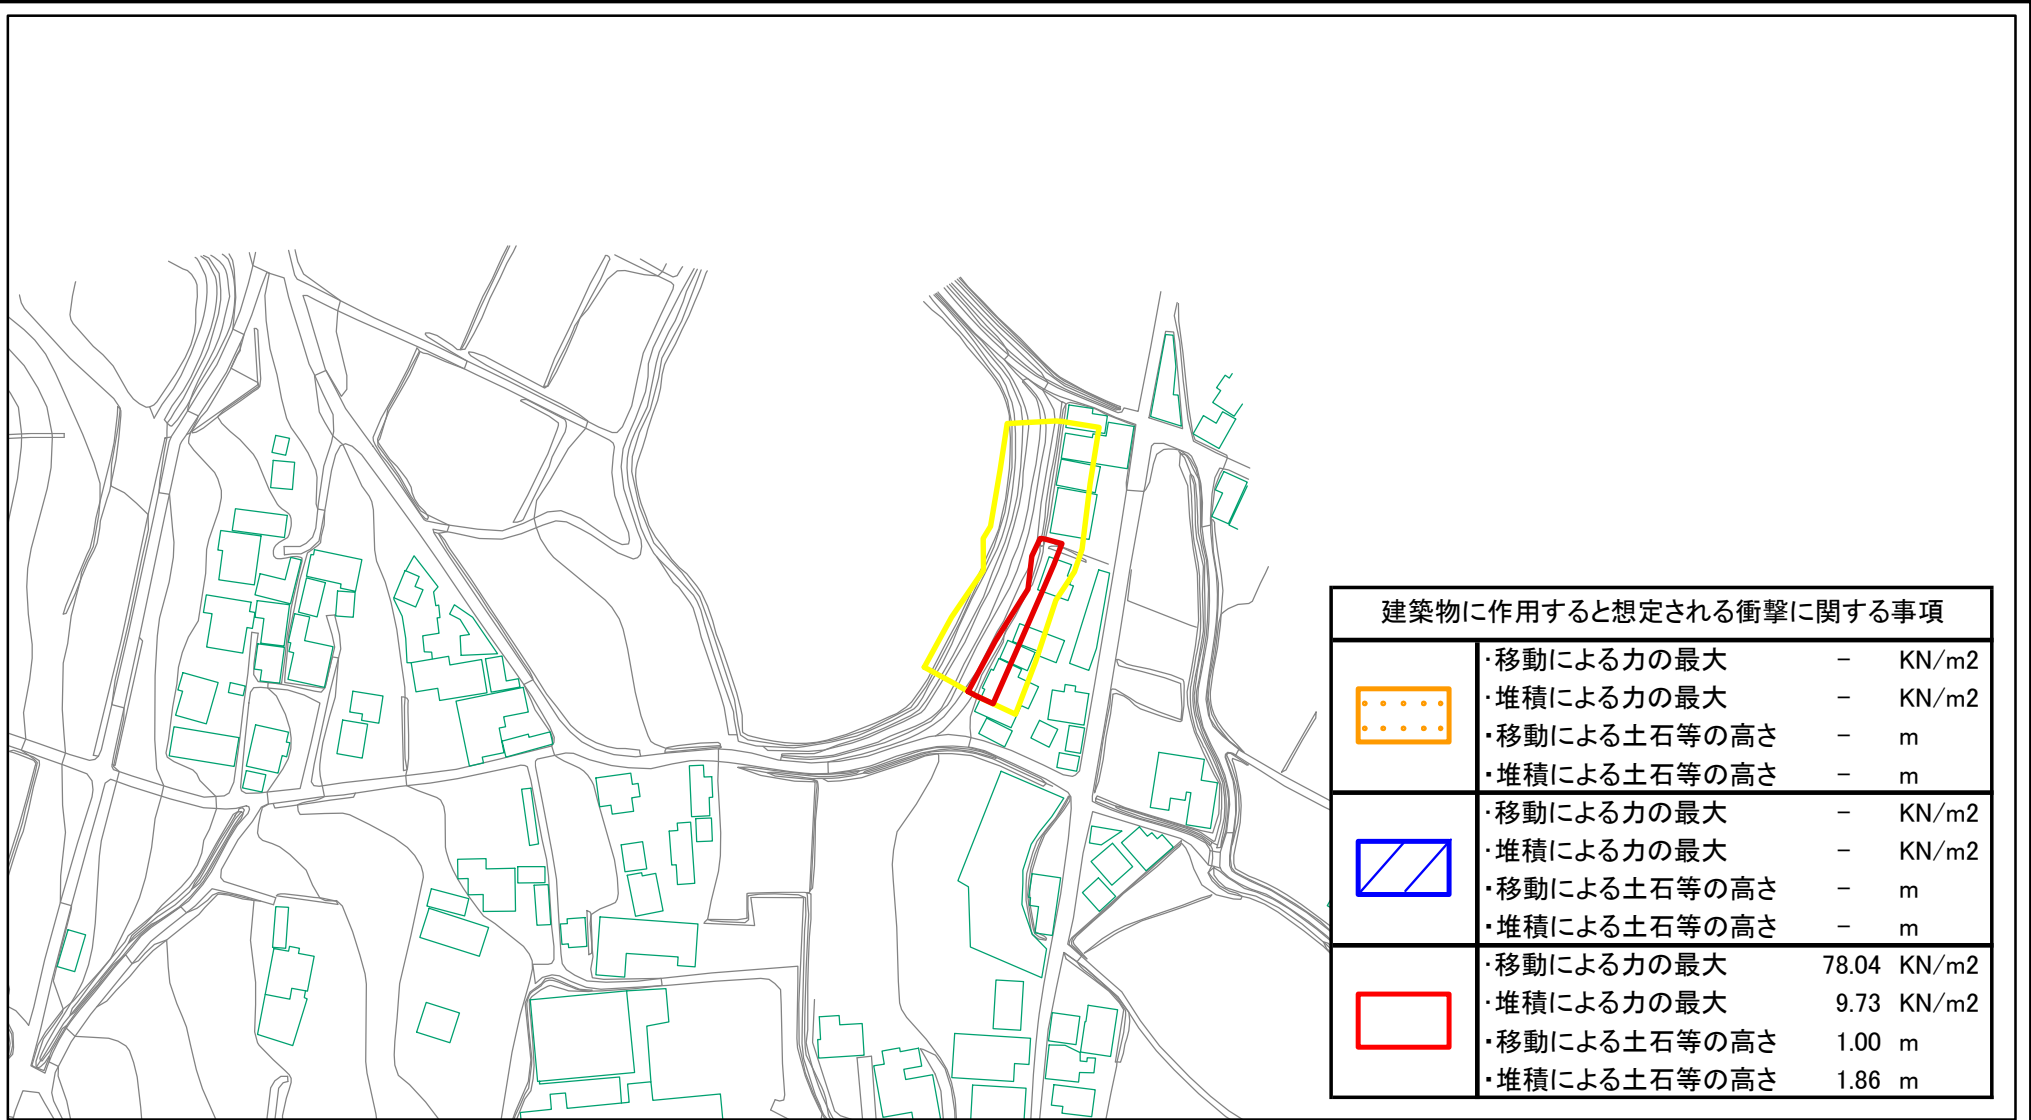 建築物に作用すると想定される衝撃に関する事項
・移動による力の最大 － KN/m2
・堆積による力の最大 － KN/m2
・移動による土石等の高さ － m
・堆積による土石等の高さ － m
・移動による力の最大 － KN/m2
・堆積による力の最大 － KN/m2
・移動による土石等の高さ － m
・堆積による土石等の高さ － m
・移動による力の最大 78.04 KN/m2
・堆積による力の最大 9.73 KN/m2
・移動による土石等の高さ 1.00 m
・堆積による土石等の高さ 1.86 m